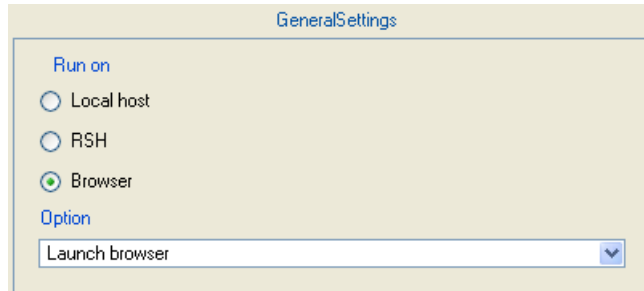 GeneralSettings
Run on
Local host
RSH
Browser
Option
Launch browser